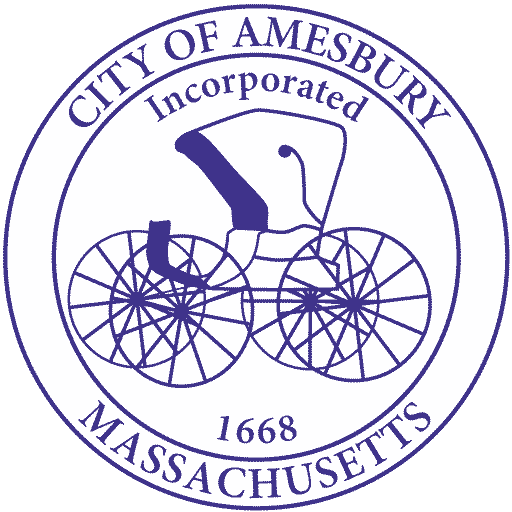 CITY OF AMESBURY
Incorporated
1668
MASSACHUSETTS